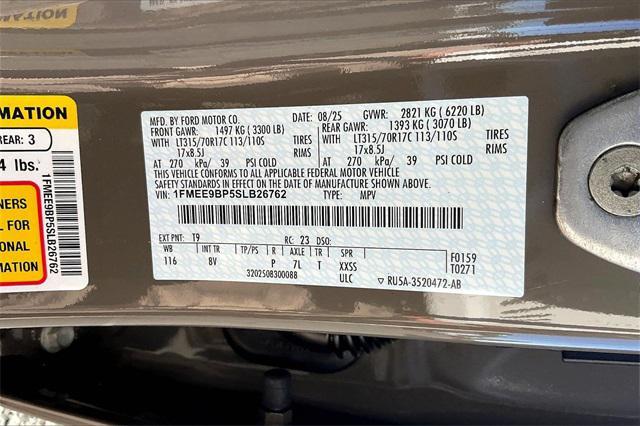 MFD. BY FORD MOTOR CO. DATE: 08/25 GVWR: 2821 KG ( 6220 LB)
FRONT GAWR: 1497 KG ( 3300 LB) REAR GAWR: 1393 KG ( 3070 LB)
WITH LT315/70R17C 113/110S TIRES WITH LT315/70R17C 113/110S TIRES
17x8.5J RIMS 17x8.5J RIMS
AT 270 kPa/ 39 PSI COLD AT 270 kPa/ 39 PSI COLD
THIS VEHICLE CONFORMS TO ALL APPLICABLE FEDERAL MOTOR VEHICLE
SAFETY STANDARDS IN EFFECT ON THE DATE OF MANUFACTURE SHOWN ABOVE.
VIN: 1FMEE9BP5SLB26762 TYPE: MPV
EXT PNT: T9 RC: 23 DSO: F0159
WB INT TR TP/PS R AXLE TR SPR T0271
116 8V P 7L T XXSS
3202508300088 ULC ▽ RU5A-3520472-AB
MATION
REAR: 3
4 lbs.
NERS
TO
ONAL
MATION
1FMEE9BP5SLB26762